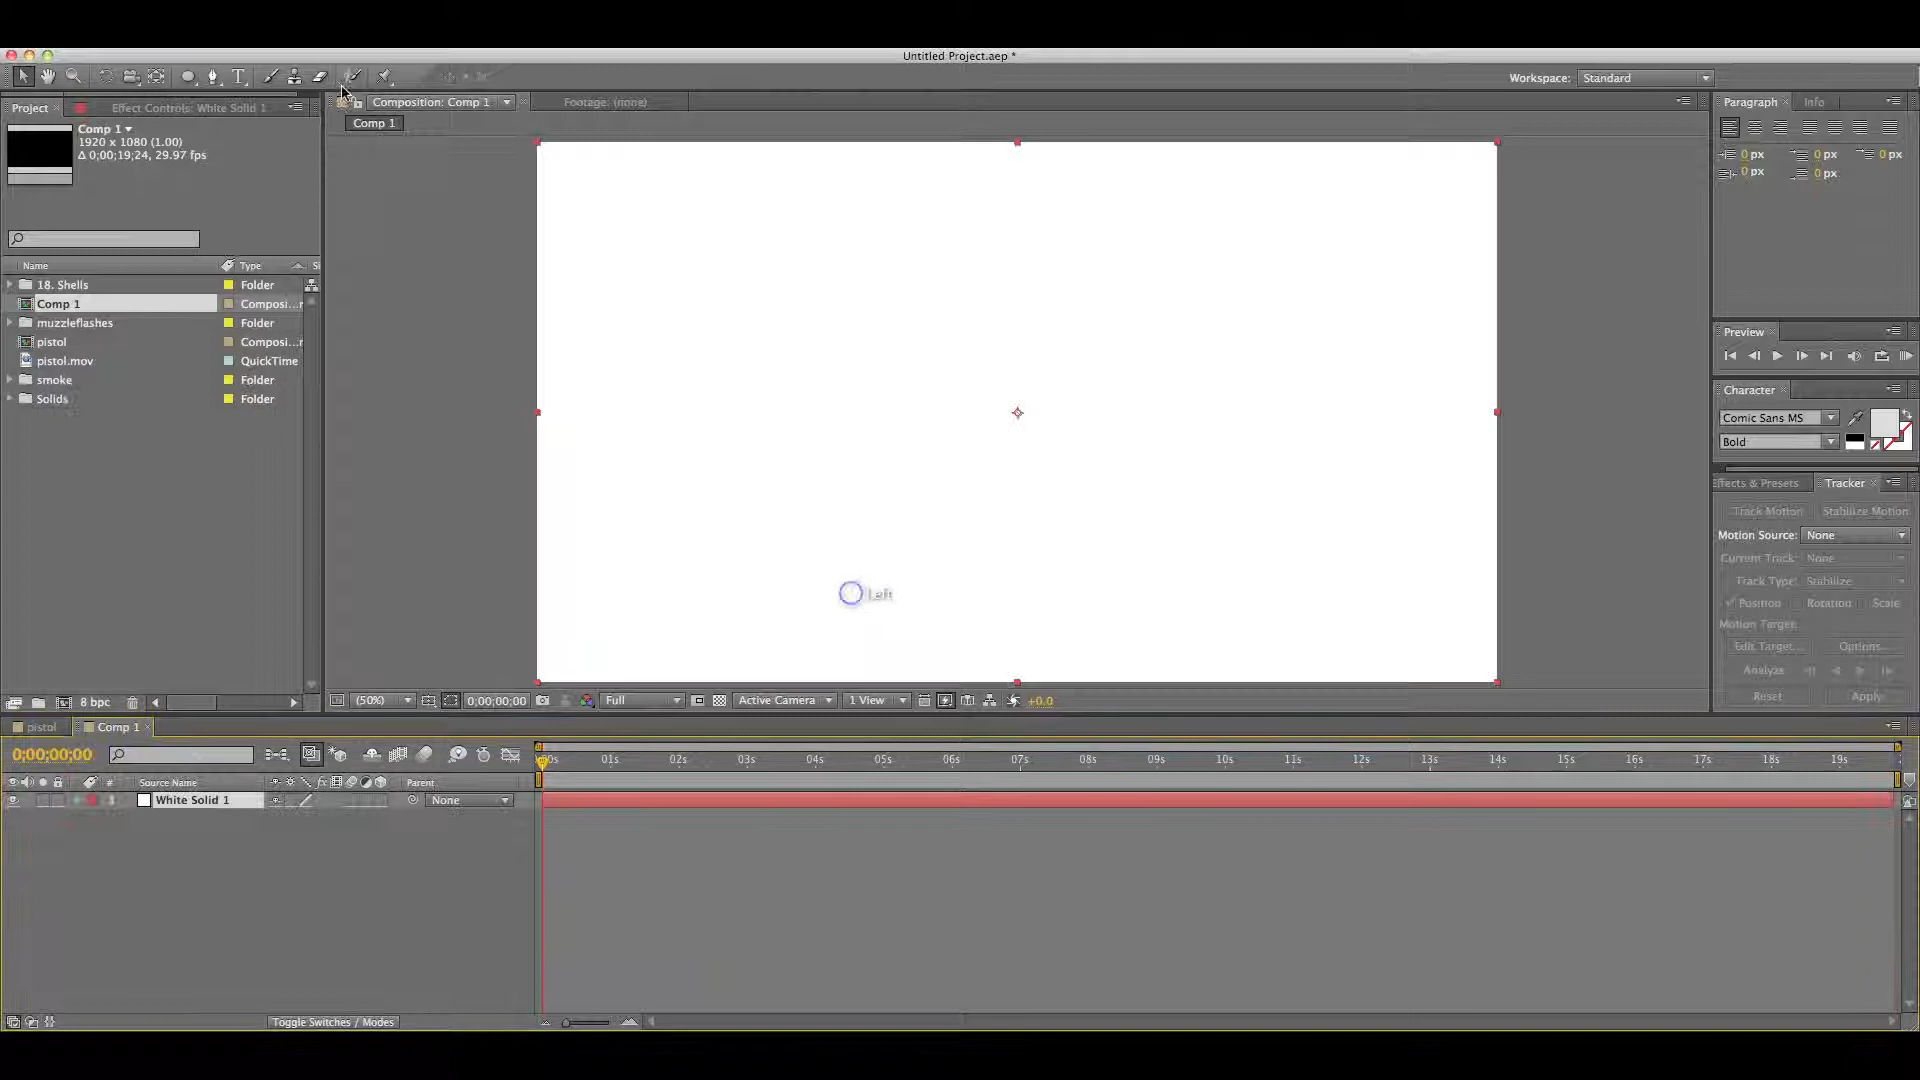 Untitled Project.aep *
Workspace: Standard
Project
Effect Controls: White Solid 1
Composition: Comp 1
Footage: (none)
Paragraph
Info
Comp 1
Comp 1
1920 x 1080 (1.00)
Δ 0;00;19;24, 29.97 fps
0 px
0 px
0 px
0 px
0 px
Name
Type
Si
18. Shells
Folder
Comp 1
Composi...
muzzleflashes
Folder
pistol
Composi...
pistol.mov
QuickTime
smoke
Folder
Solids
Folder
Preview
Character
Comic Sans MS
Bold
Effects & Presets
Tracker
Track Motion
Stabilize Motion
Motion Source: None
Current Track: None
Track Type: Stabilize
Position
Rotation
Scale
Motion Target:
Edit Target...
Options...
Analyze
Reset
Apply
Left
8 bpc
(50%)
0;00;00;00
Full
Active Camera
1 View
+0.0
pistol
Comp 1
0;00;00;00
00s 01s 02s 03s 04s 05s 06s 07s 08s 09s 10s 11s 12s 13s 14s 15s 16s 17s 18s 19s
# Source Name
fx
Parent
White Solid 1
None
Toggle Switches / Modes